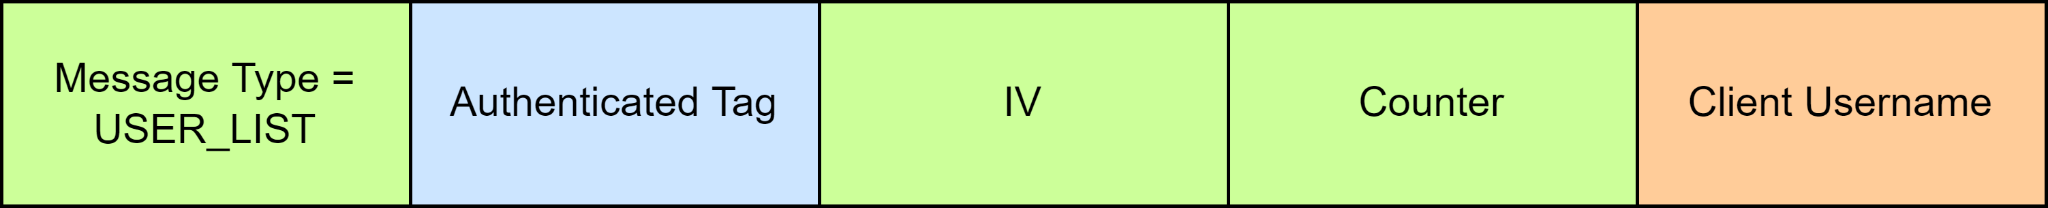 Message Type =
USER_LIST
Authenticated Tag
IV
Counter
Client Username